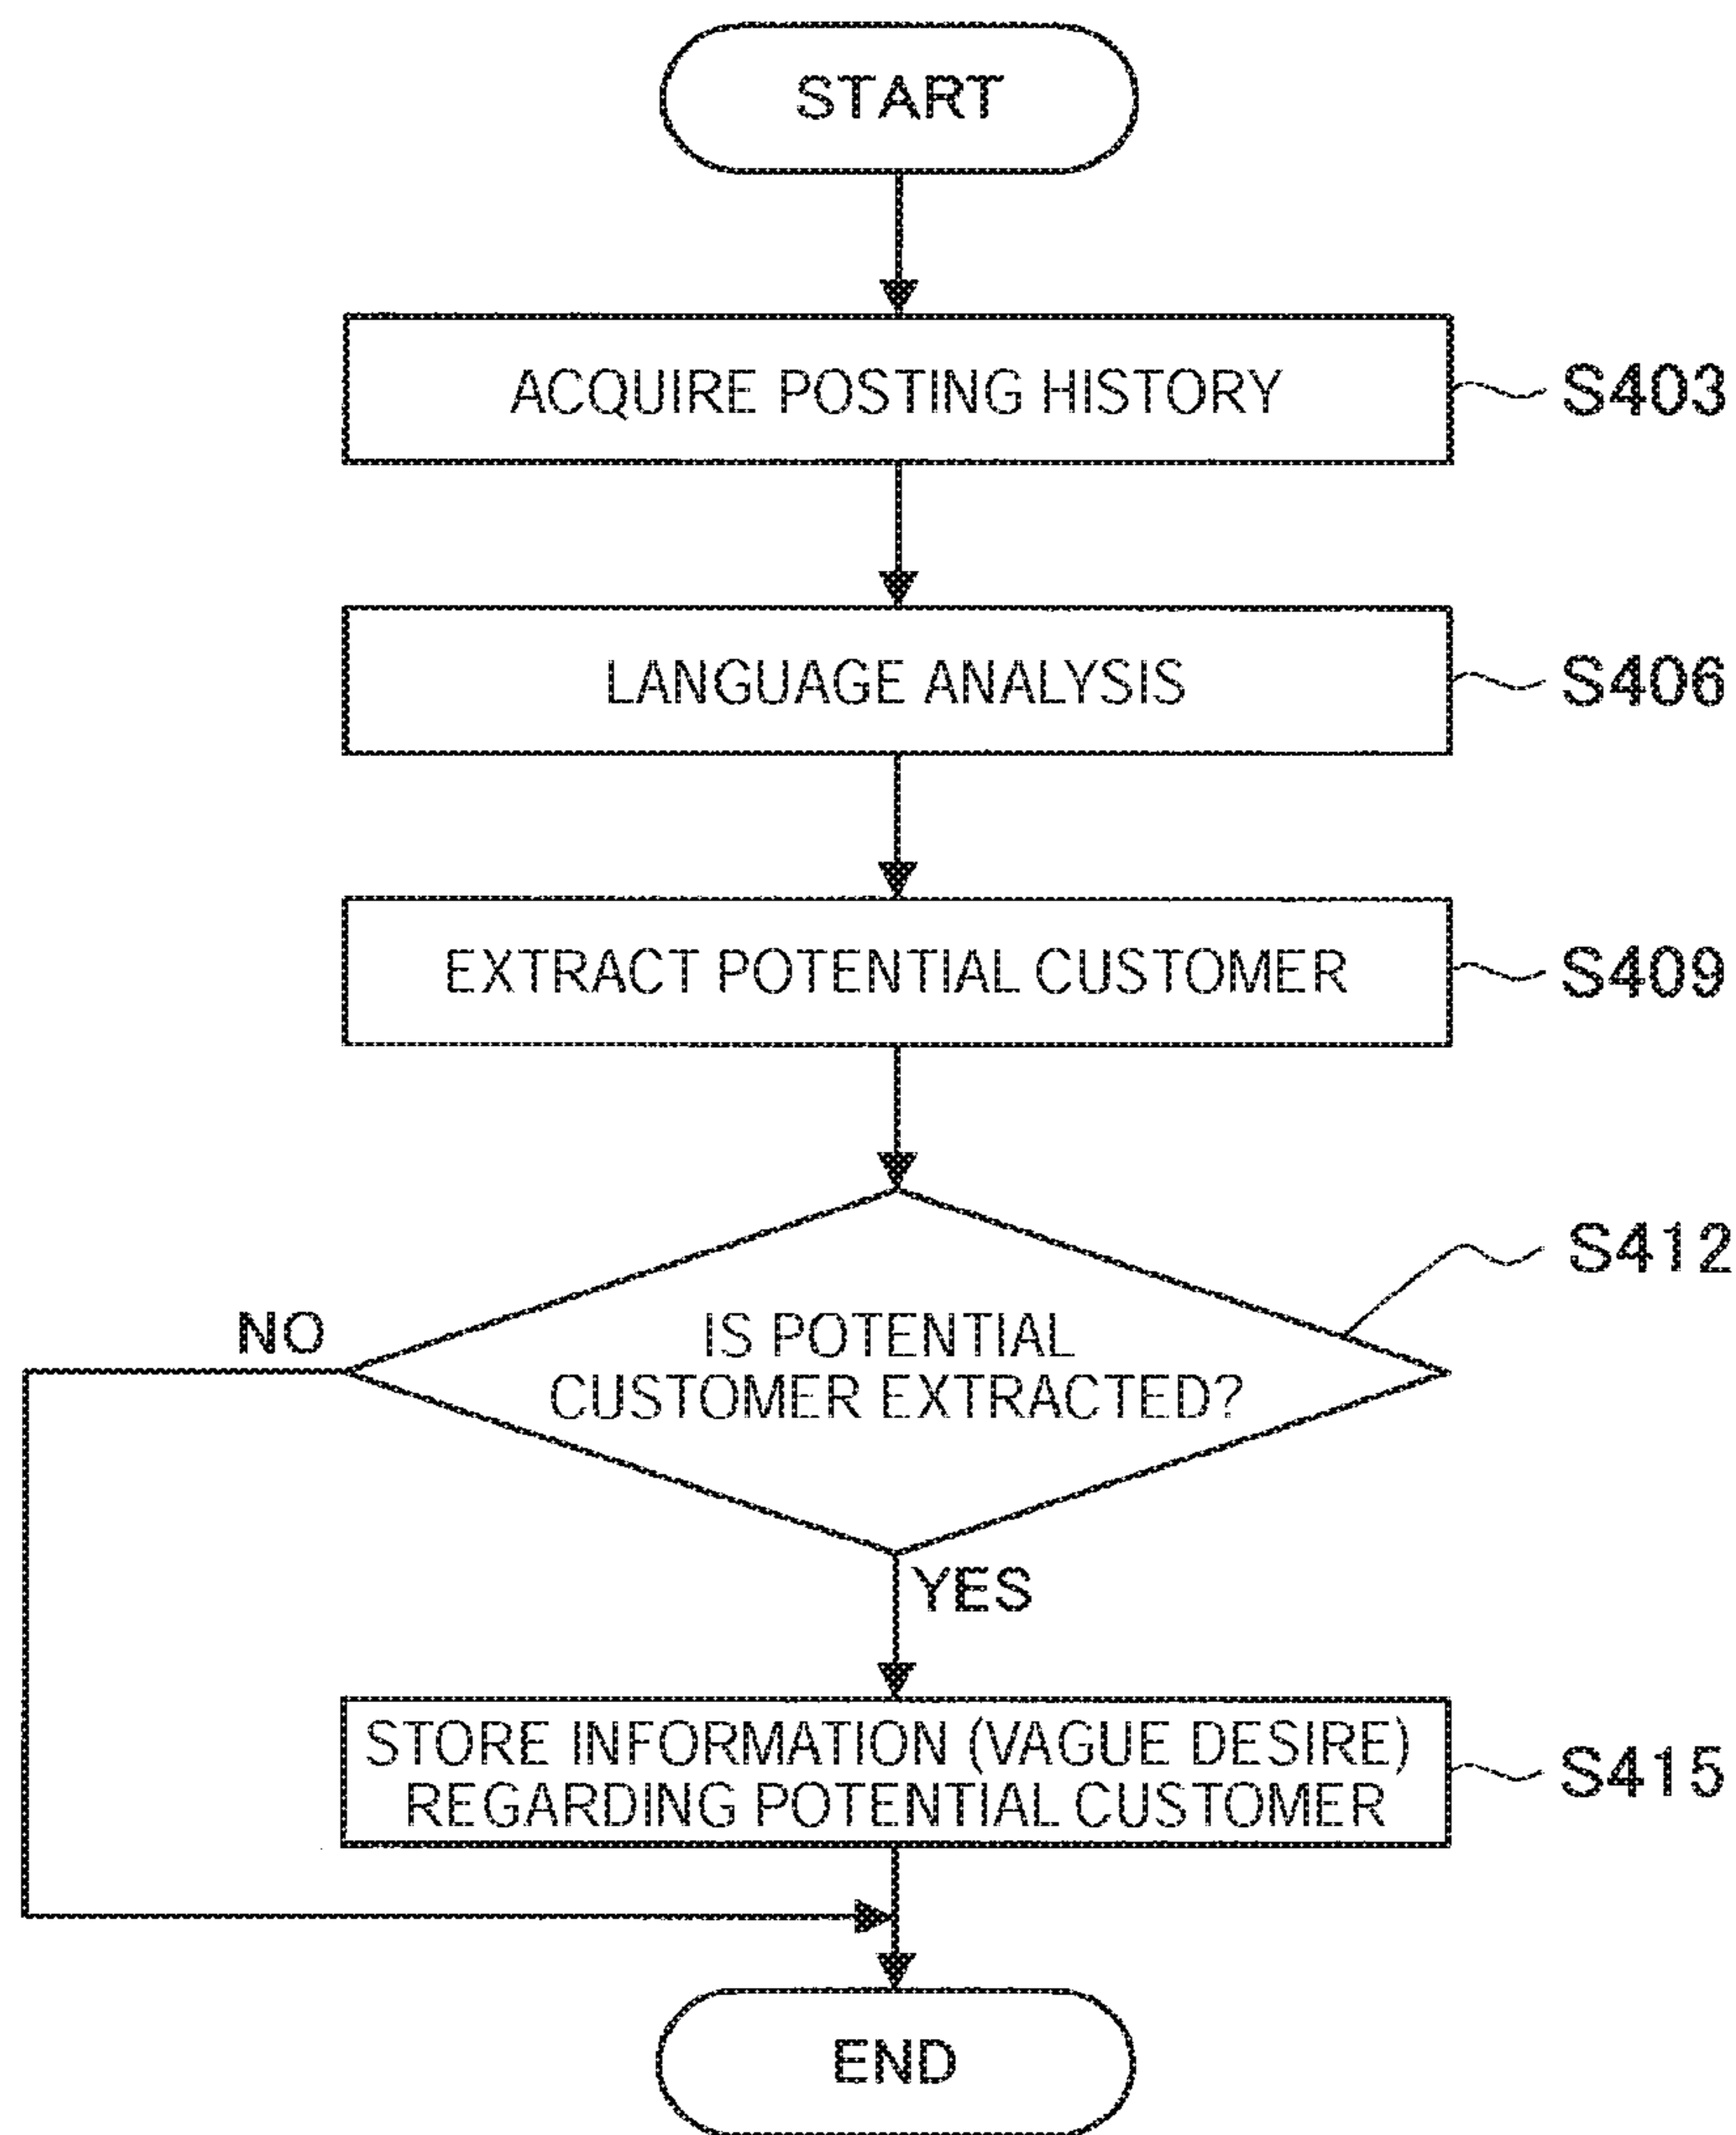 START
ACQUIRE POSTING HISTORY
S403
LANGUAGE ANALYSIS
S406
EXTRACT POTENTIAL CUSTOMER
S409
S412
NO
IS POTENTIAL
CUSTOMER EXTRACTED?
YES
STORE INFORMATION (VAGUE DESIRE)
REGARDING POTENTIAL CUSTOMER
S415
END